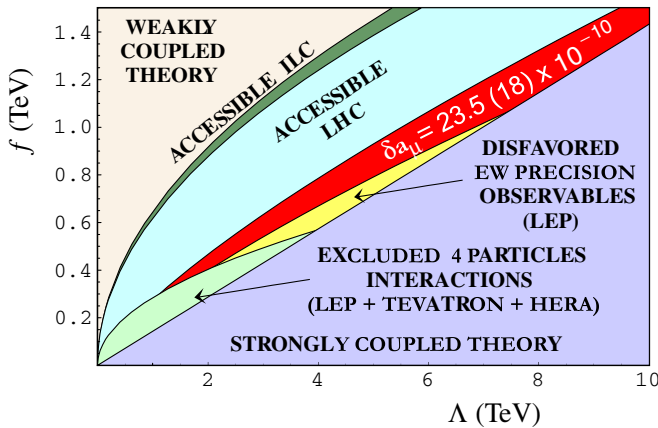 1.4
1.2
1.0
0.8
0.6
0.4
0.2
f (TeV)
WEAKLY
COUPLED
THEORY
ACCESSIBLE ILC
ACCESSIBLE
LHC
δaμ = 23.5 (18) x 10⁻¹⁰
DISFAVORED
EW PRECISION
OBSERVABLES
(LEP)
EXCLUDED 4 PARTICLES
INTERACTIONS
(LEP + TEVATRON + HERA)
STRONGLY COUPLED THEORY
2 4 6 8 10
Λ (TeV)